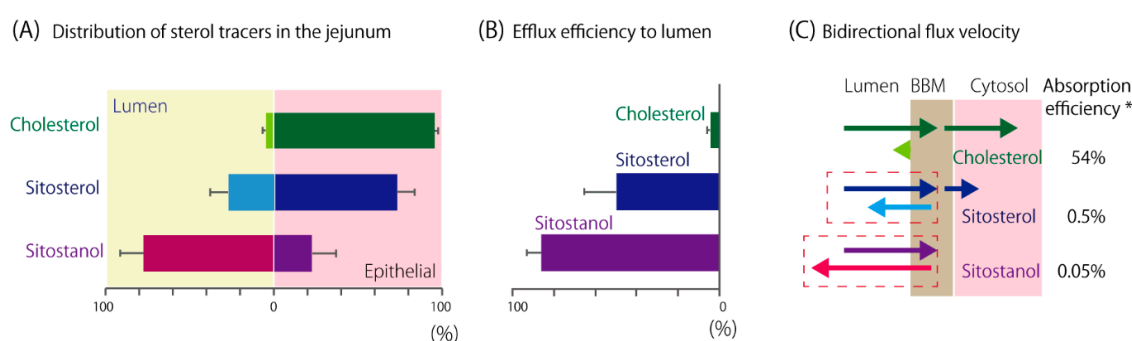 (A) Distribution of sterol tracers in the jejunum
Lumen
Cholesterol
Sitosterol
Sitostanol
Epithelial
100 0 100
(%)
(B) Efflux efficiency to lumen
Cholesterol
Sitosterol
Sitostanol
100 0
(%)
(C) Bidirectional flux velocity
Lumen BBM Cytosol Absorption
efficiency *
Cholesterol 54%
Sitosterol 0.5%
Sitostanol 0.05%